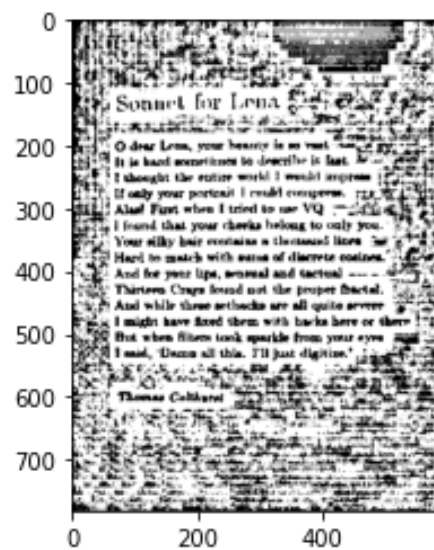 0
100
200
300
400
500
600
700
Sonnet for Lena
O dear Lena, your beauty is so vast
It is hard sometimes to describe it fast.
I thought the entire world I would impress
If only your portrait I could compress.
Alas! First when I tried to use VQ
I found that your cheeks belong to only you.
Your silky hair contains a thousand lines
Hard to match with sums of discrete cosines.
And for your lips, sensual and tactual
Thirteen Crays found not the proper fractal.
And while these setbacks are all quite severe
I might have fixed them with hacks here or there
But when filters took sparkle from your eyes
I said, 'Damn all this. I'll just digitize.'
Thomas Colthurst
0 200 400